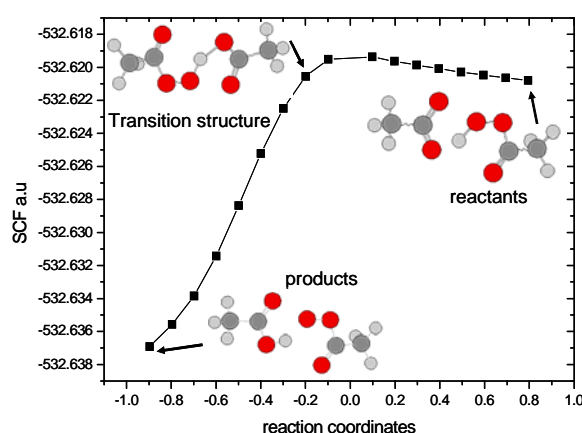 -532.618
-532.620
-532.622
-532.624
-532.626
-532.628
-532.630
-532.632
-532.634
-532.636
-532.638
SCF a.u
Transition structure
reactants
products
-1.0 -0.8 -0.6 -0.4 -0.2 0.0 0.2 0.4 0.6 0.8 1.0
reaction coordinates